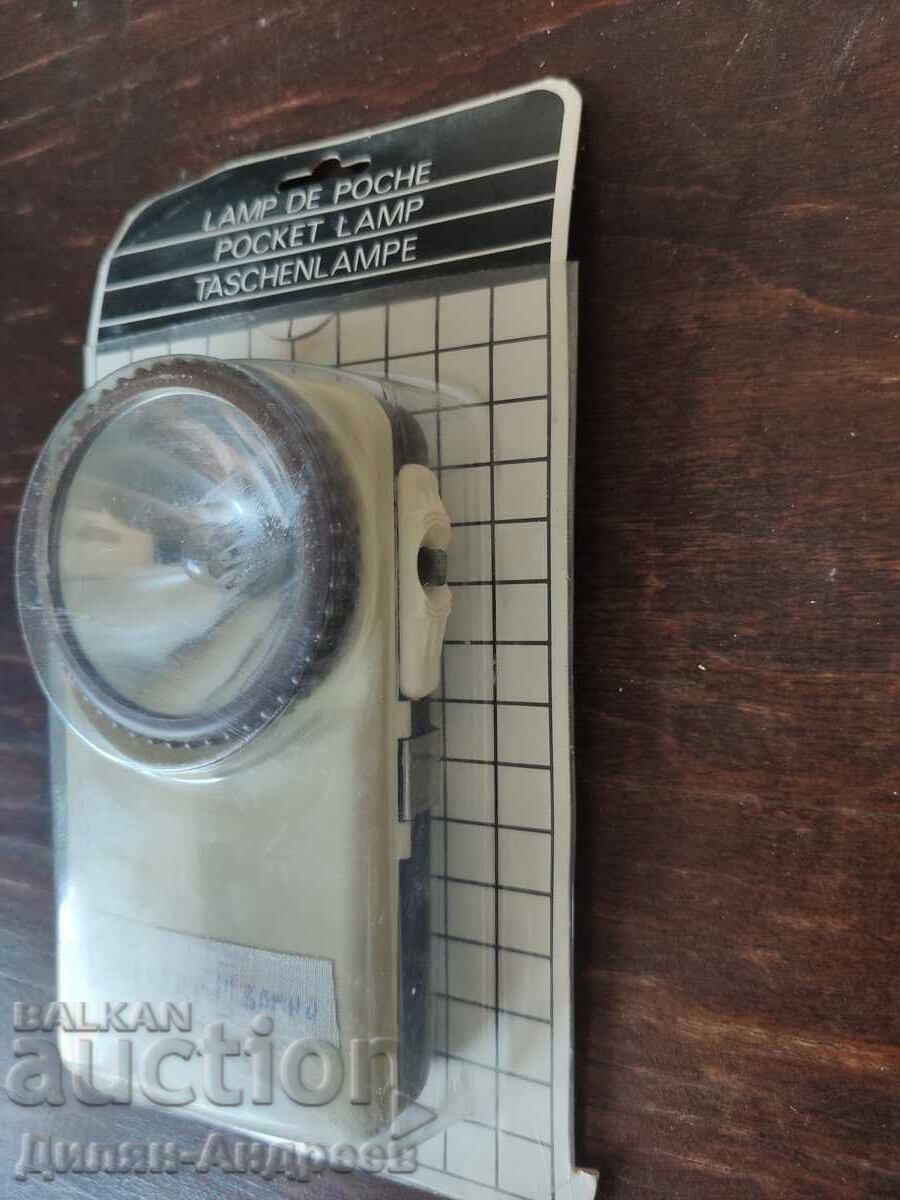 LAMP DE POCHE
POCKET LAMP
TASCHENLAMPE
BALKAN
auction
Дилян-Андреев